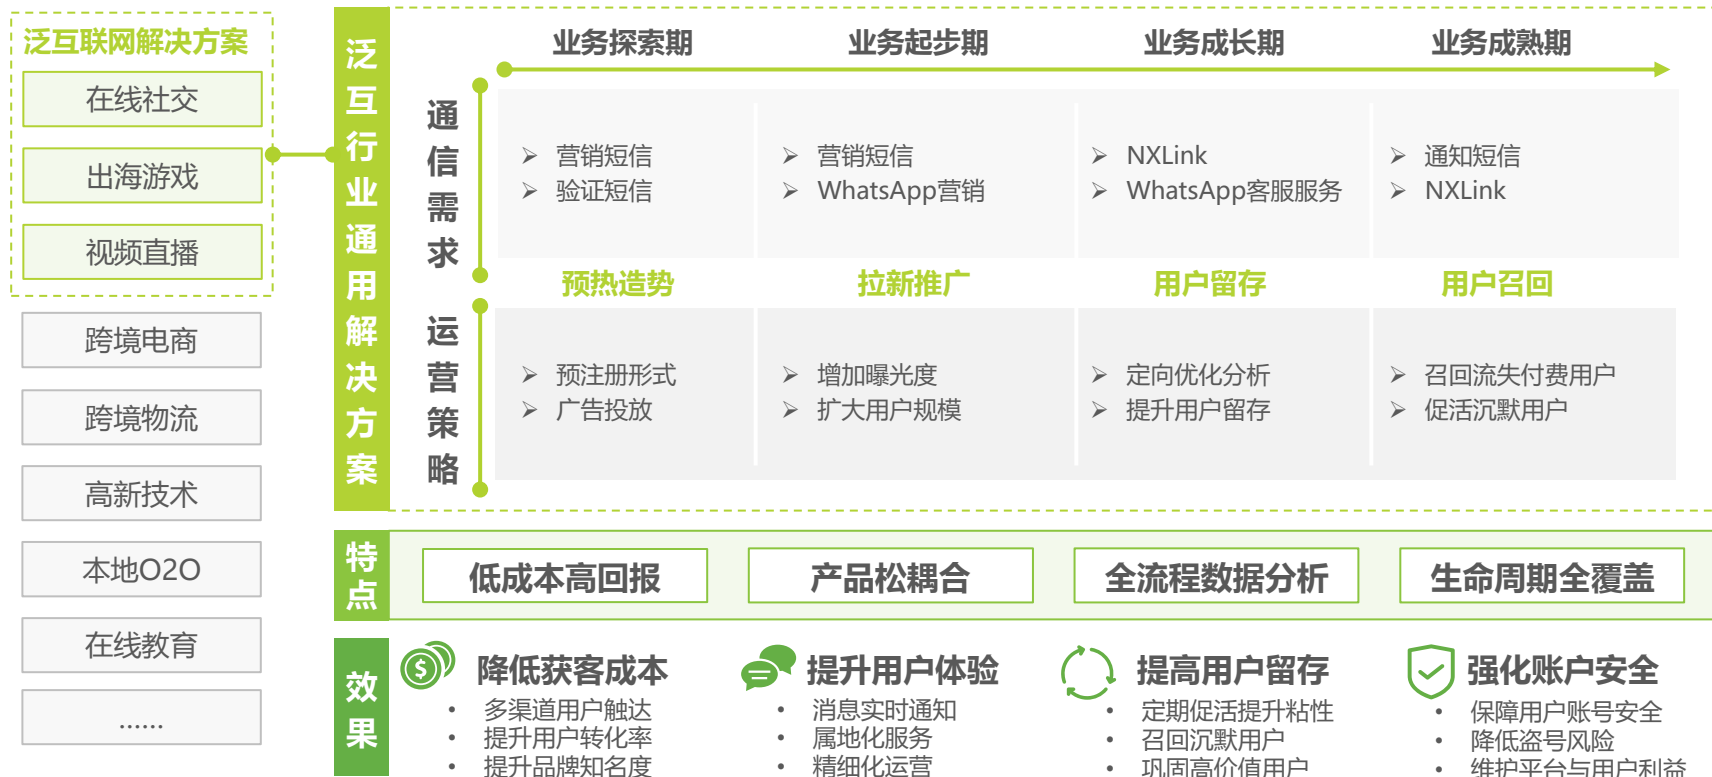 泛互联网解决方案
在线社交
出海游戏
视频直播
跨境电商
跨境物流
高新技术
本地O2O
在线教育
......
泛互行业通用解决方案
业务探索期
业务起步期
业务成长期
业务成熟期
通信需求
营销短信
验证短信
营销短信
WhatsApp营销
NXLink
WhatsApp客服服务
通知短信
NXLink
预热造势
拉新推广
用户留存
用户召回
运营策略
预注册形式
广告投放
增加曝光度
扩大用户规模
定向优化分析
提升用户留存
召回流失付费用户
促活沉默用户
特点
低成本高回报
产品松耦合
全流程数据分析
生命周期全覆盖
效果
降低获客成本
多渠道用户触达
提升用户转化率
提升品牌知名度
提升用户体验
消息实时通知
属地化服务
精细化运营
提高用户留存
定期促活提升粘性
召回沉默用户
巩固高价值用户
强化账户安全
保障用户账号安全
降低盗号风险
维护平台与用户利益